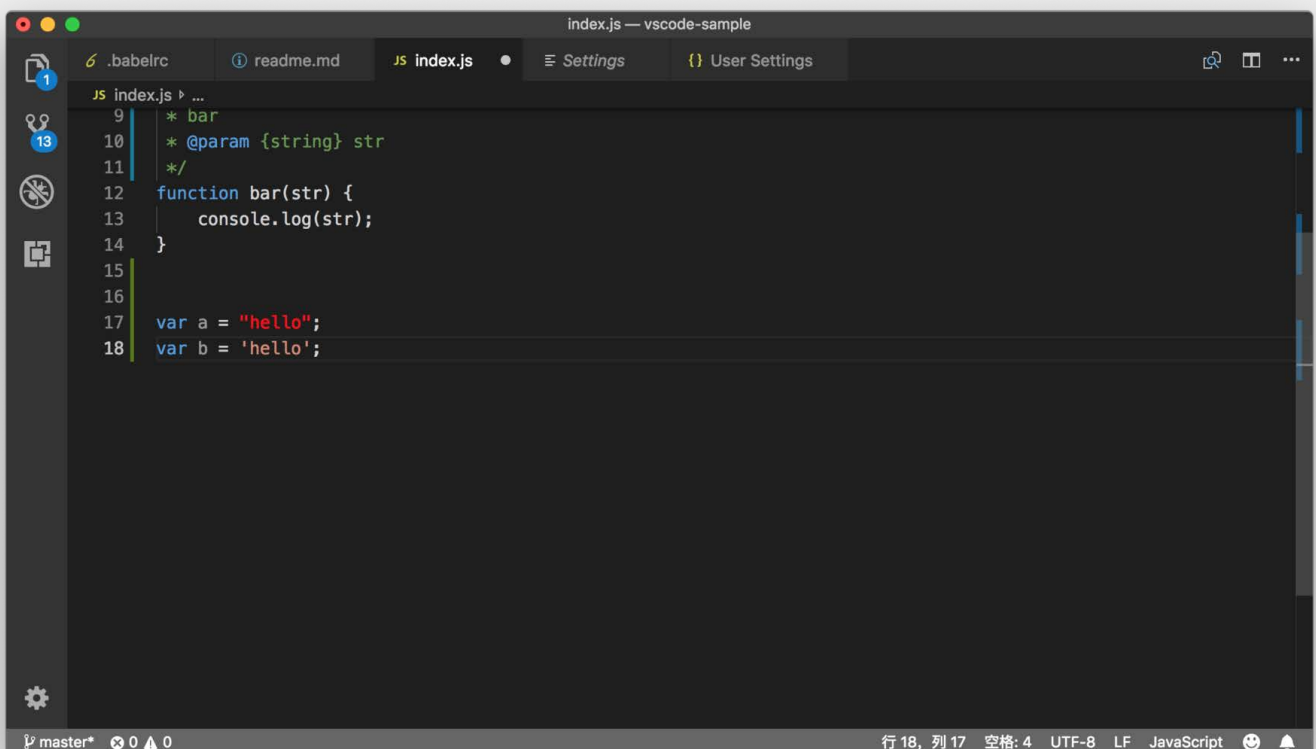 index.js — vscode-sample
.babelrc readme.md JS index.js Settings {} User Settings
JS index.js ...
1
13
9 * bar
10 * @param {string} str
11 */
12 function bar(str) {
13 console.log(str);
14 }
15
16
17 var a = "hello";
18 var b = 'hello';
master* 0 0 行 18，列 17 空格: 4 UTF-8 LF JavaScript